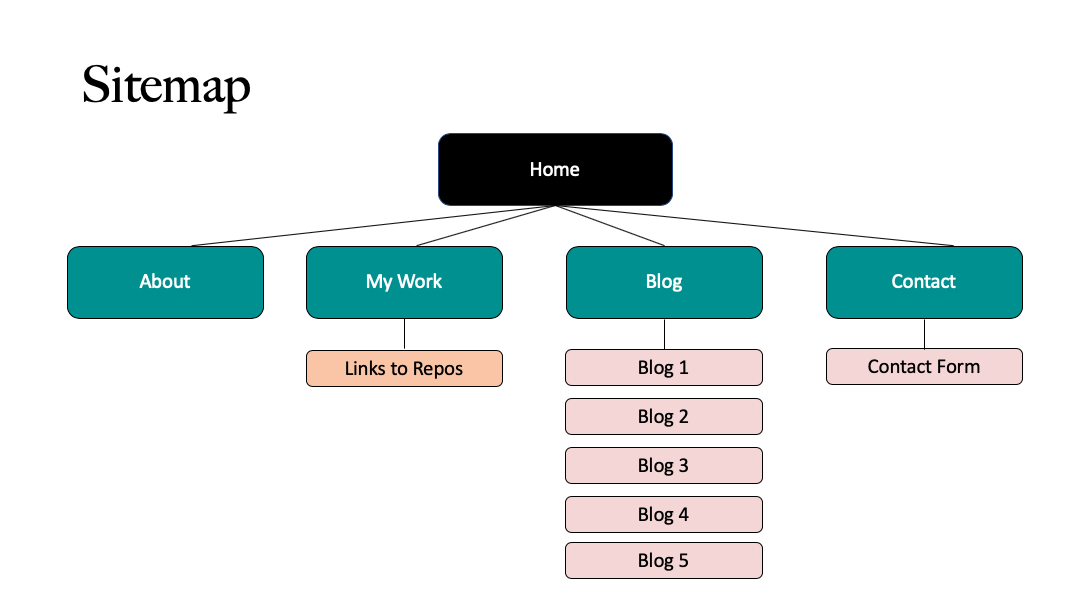 Sitemap
Home
About
My Work
Blog
Contact
Links to Repos
Blog 1
Contact Form
Blog 2
Blog 3
Blog 4
Blog 5